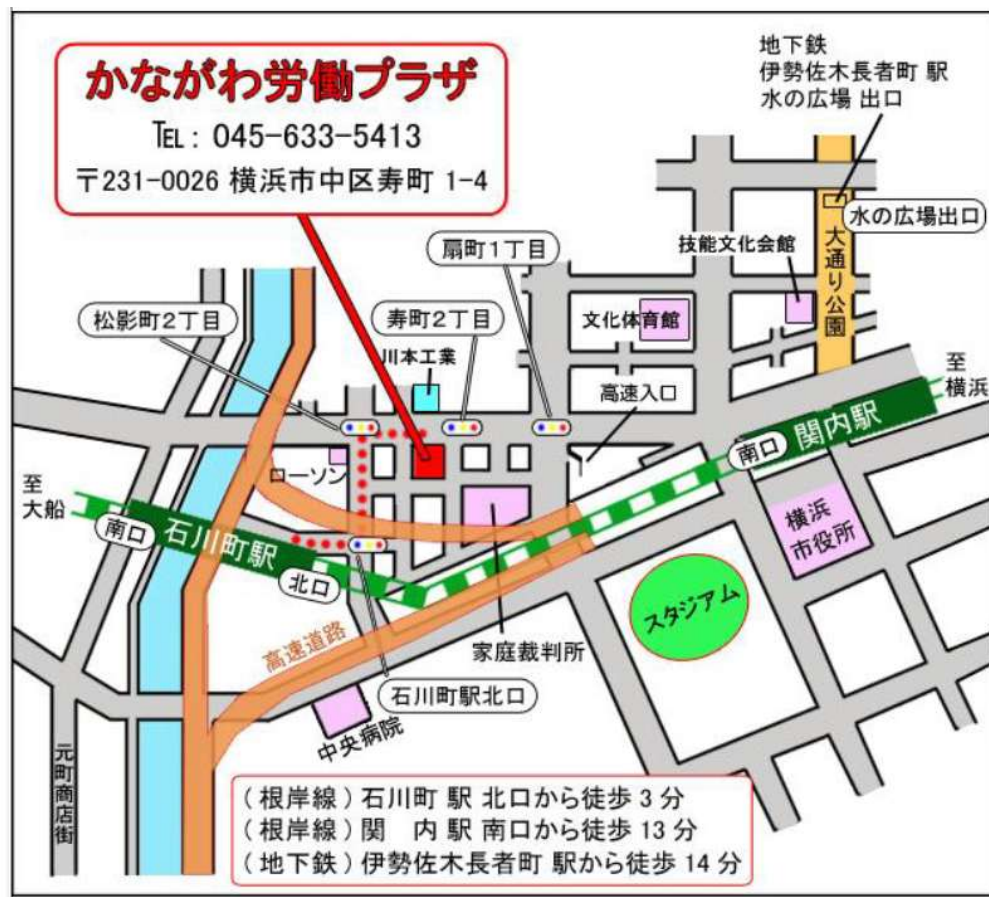 かながわ労働プラザ
TEL: 045-633-5413
〒231-0026 横浜市中区寿町 1-4
地下鉄
伊勢佐木長者町 駅
水の広場 出口
水の広場出口
大通り公園
技能文化会館
扇町1丁目
松影町2丁目
寿町2丁目
文化体育館
川本工業
高速入口
至
横浜
関内駅
南口
ローソン
至
大船
南口
石川町駅
北口
横浜
市役所
スタジアム
高速道路
家庭裁判所
石川町駅北口
中央病院
元町商店街
(根岸線) 石川町 駅 北口から徒歩 3 分
(根岸線) 関 内 駅 南口から徒歩 13 分
(地下鉄) 伊勢佐木長者町 駅から徒歩 14 分